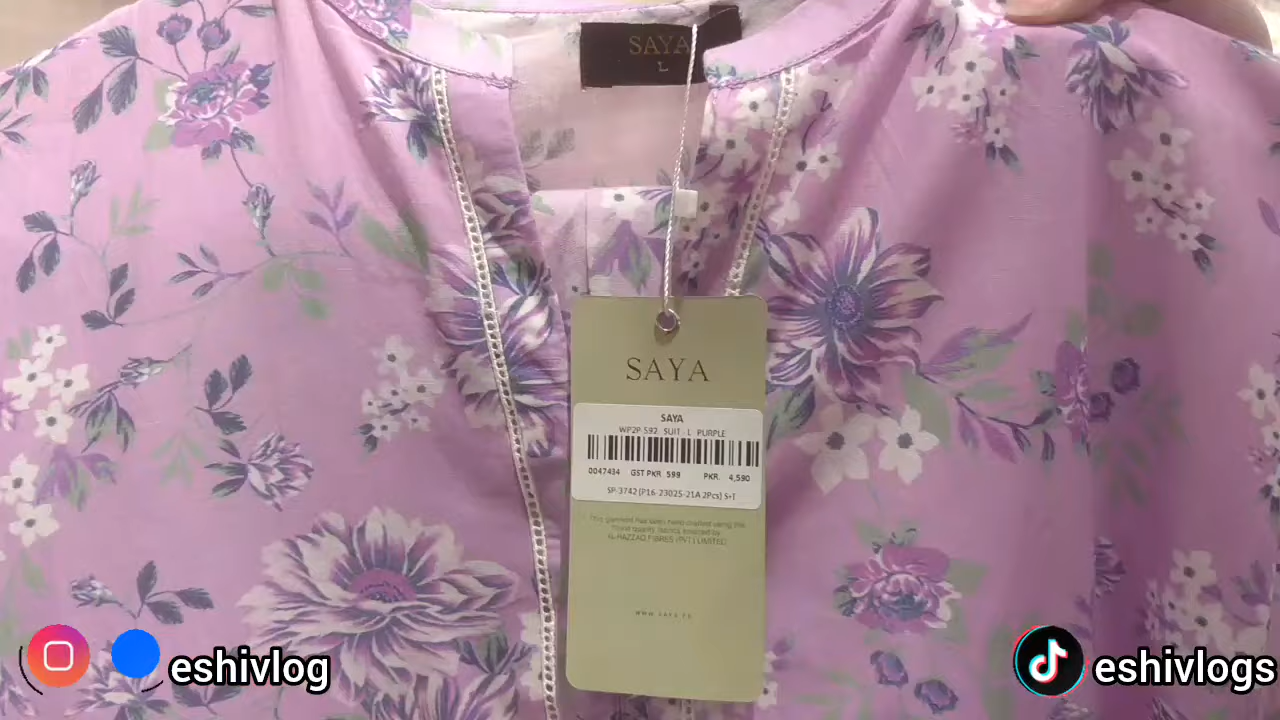 SAYA
L
SAYA
SAYA
WP2P 592 SUIT - L PURPLE
0047434 GST PKR 599 PKR. 4,590
SP-3742 (P16-23025-21A 2Pcs) S+T
This garment has been hand crafted using the
finest quality fabrics, sourced by
Al-RAZZAQ FIBRES (PVT) LIMITED
WWW.SAYA.PK
eshivlog
eshivlogs